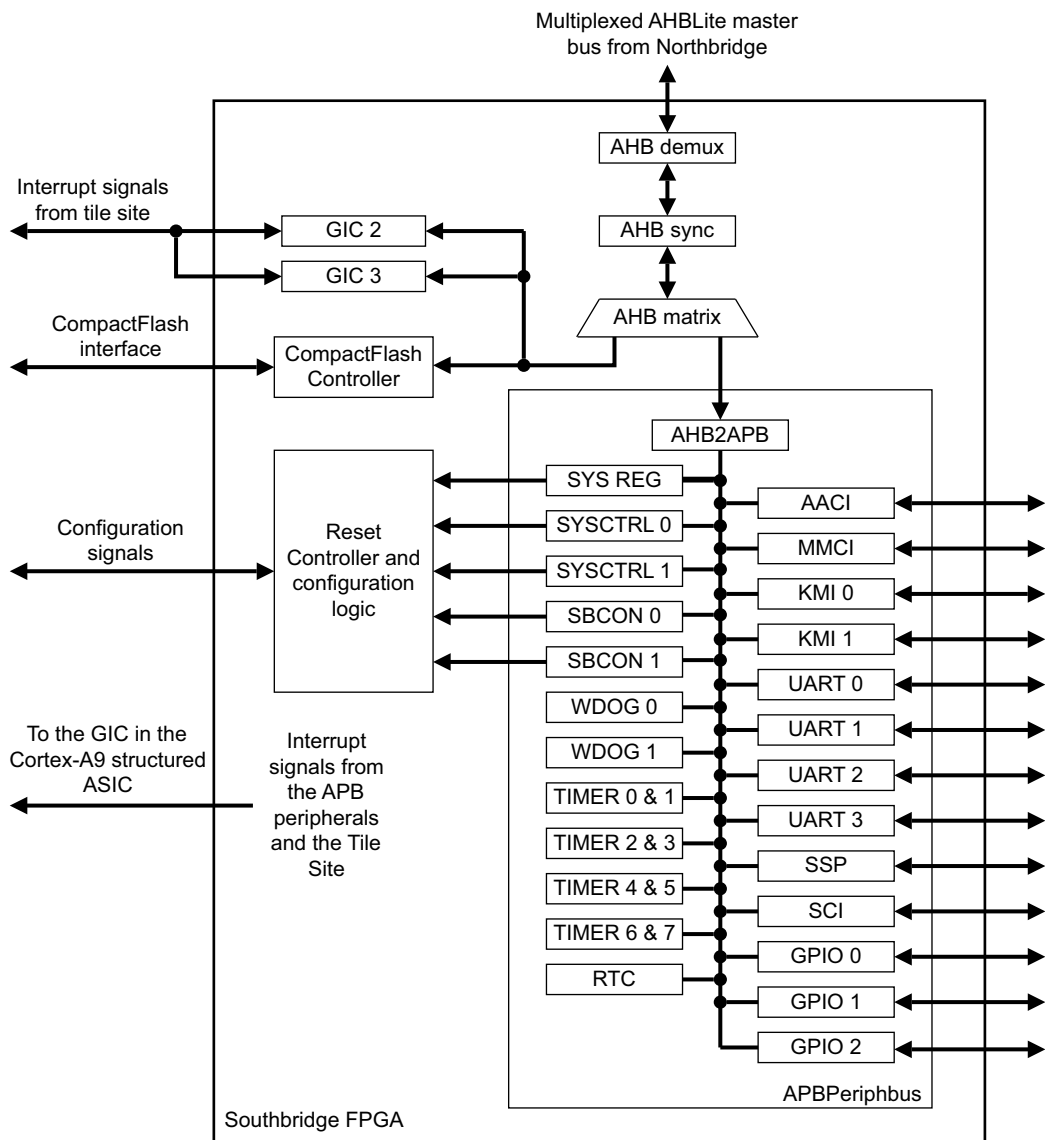 Multiplexed AHBLite master
bus from Northbridge
AHB demux
Interrupt signals
from tile site
GIC 2
AHB sync
GIC 3
AHB matrix
CompactFlash
interface
CompactFlash
Controller
AHB2APB
SYS REG
AACI
SYSCTRL 0
MMCI
SYSCTRL 1
KMI 0
Configuration
signals
Reset
Controller and
configuration
logic
SBCON 0
KMI 1
SBCON 1
UART 0
WDOG 0
UART 1
To the GIC in the
Cortex-A9 structured
ASIC
Interrupt
signals from
the APB
peripherals
and the Tile
Site
WDOG 1
UART 2
TIMER 0 & 1
UART 3
TIMER 2 & 3
SSP
TIMER 4 & 5
SCI
TIMER 6 & 7
GPIO 0
RTC
GPIO 1
GPIO 2
APBPeriphbus
Southbridge FPGA